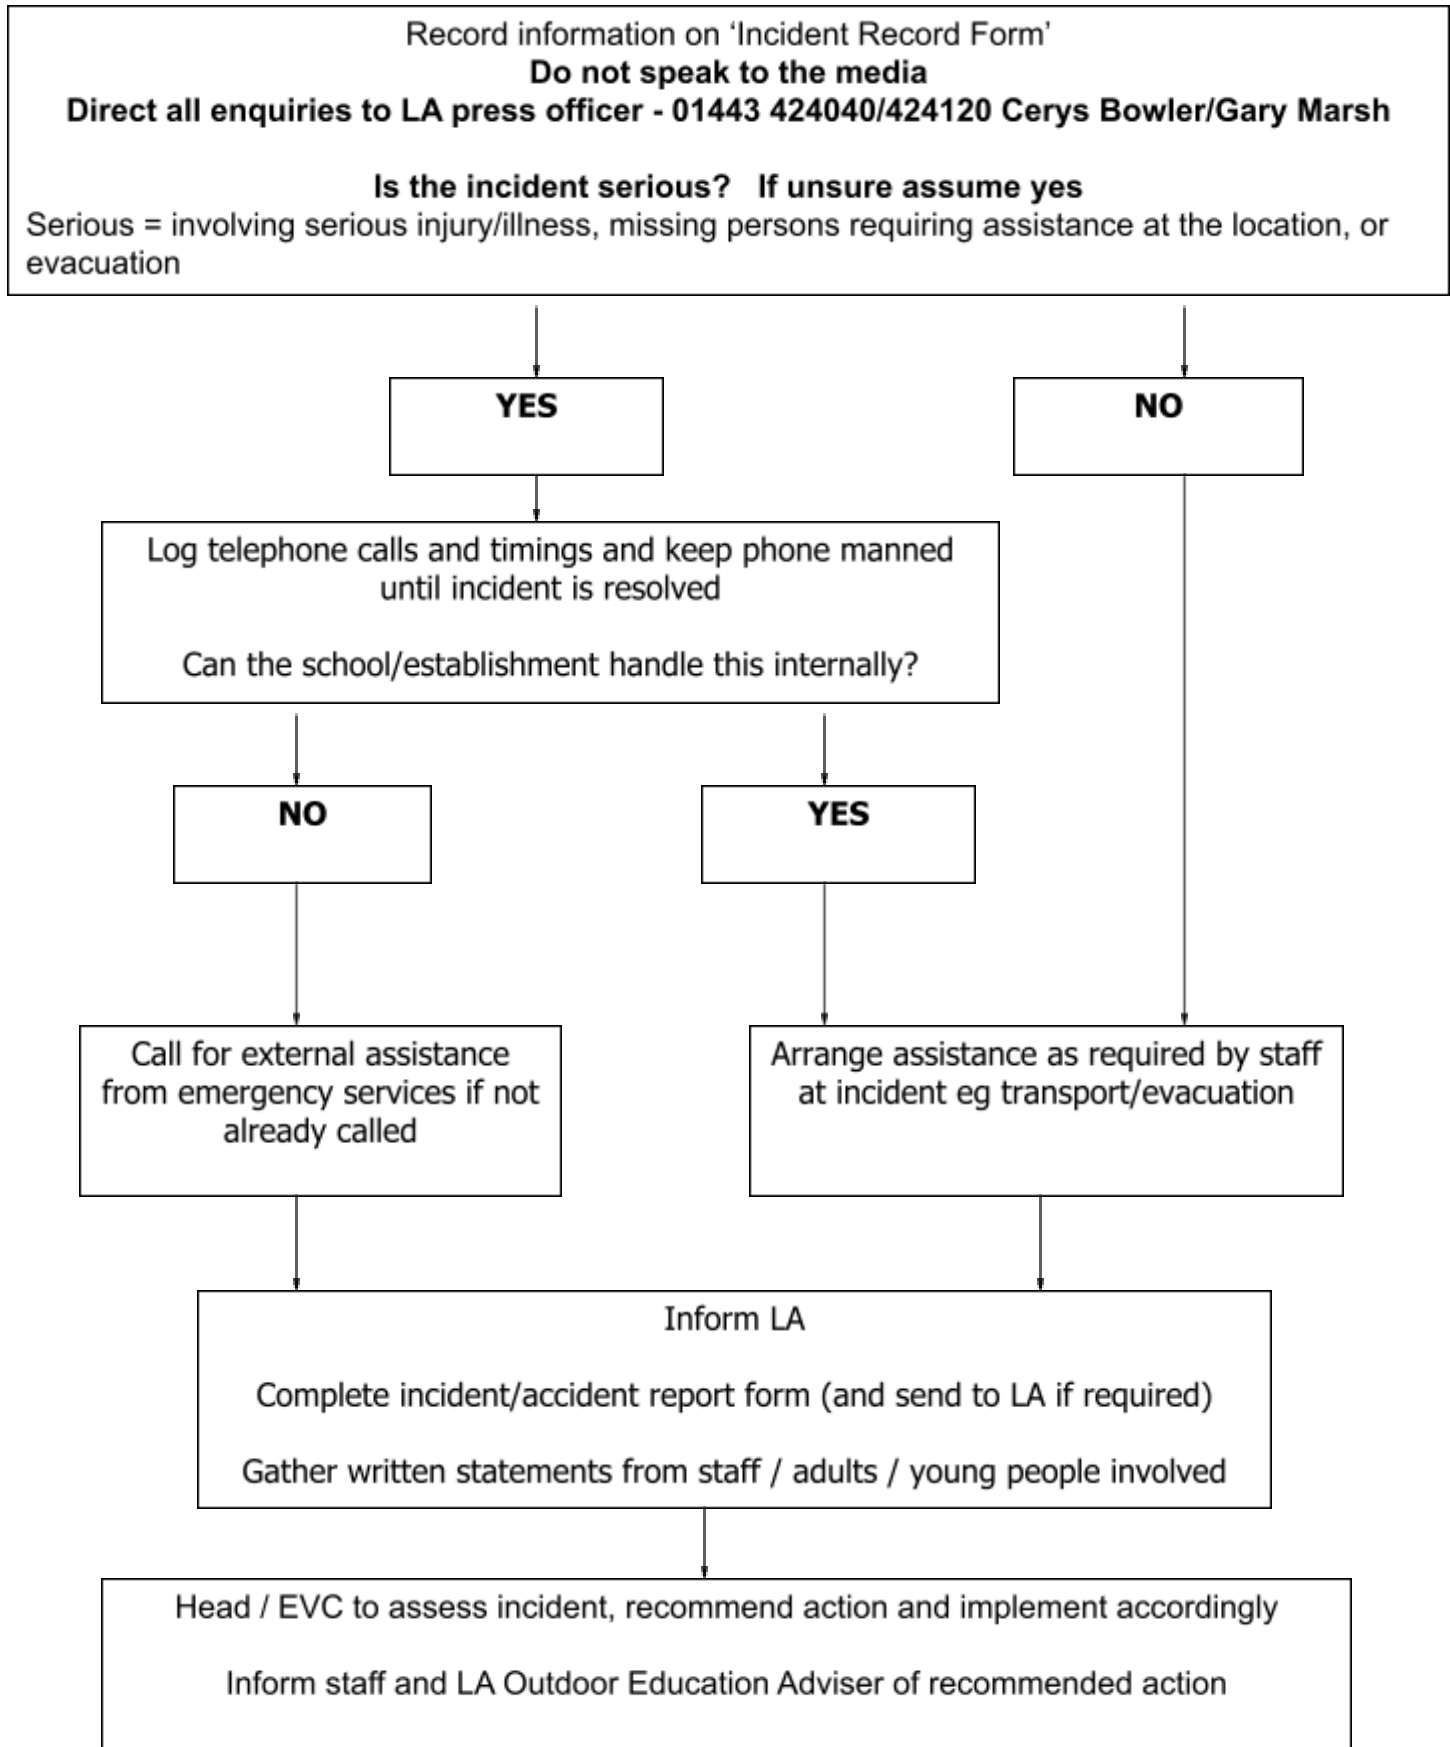 Record information on ‘Incident Record Form’
Do not speak to the media
Direct all enquiries to LA press officer - 01443 424040/424120 Cerys Bowler/Gary Marsh
Is the incident serious?   If unsure assume yes
Serious = involving serious injury/illness, missing persons requiring assistance at the location, or
evacuation
YES
NO
Log telephone calls and timings and keep phone manned
until incident is resolved
Can the school/establishment handle this internally?
NO
YES
Call for external assistance
from emergency services if not
already called
Arrange assistance as required by staff
at incident eg transport/evacuation
Inform LA
Complete incident/accident report form (and send to LA if required)
Gather written statements from staff / adults / young people involved
Head / EVC to assess incident, recommend action and implement accordingly
Inform staff and LA Outdoor Education Adviser of recommended action